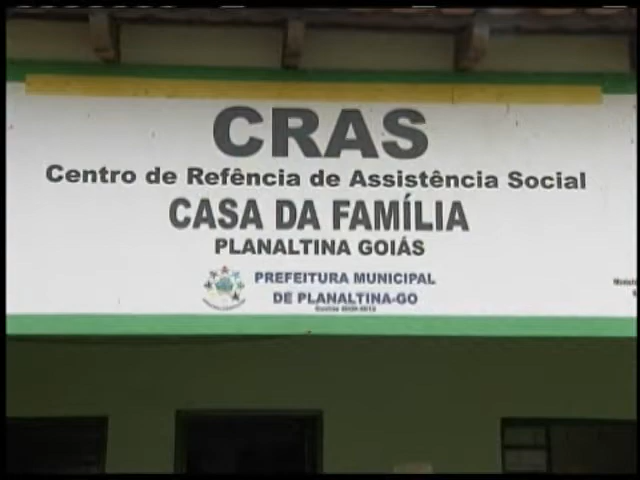 CRAS
Centro de Refência de Assistência Social
CASA DA FAMÍLIA
PLANALTINA GOIÁS
PREFEITURA MUNICIPAL
DE PLANALTINA-GO